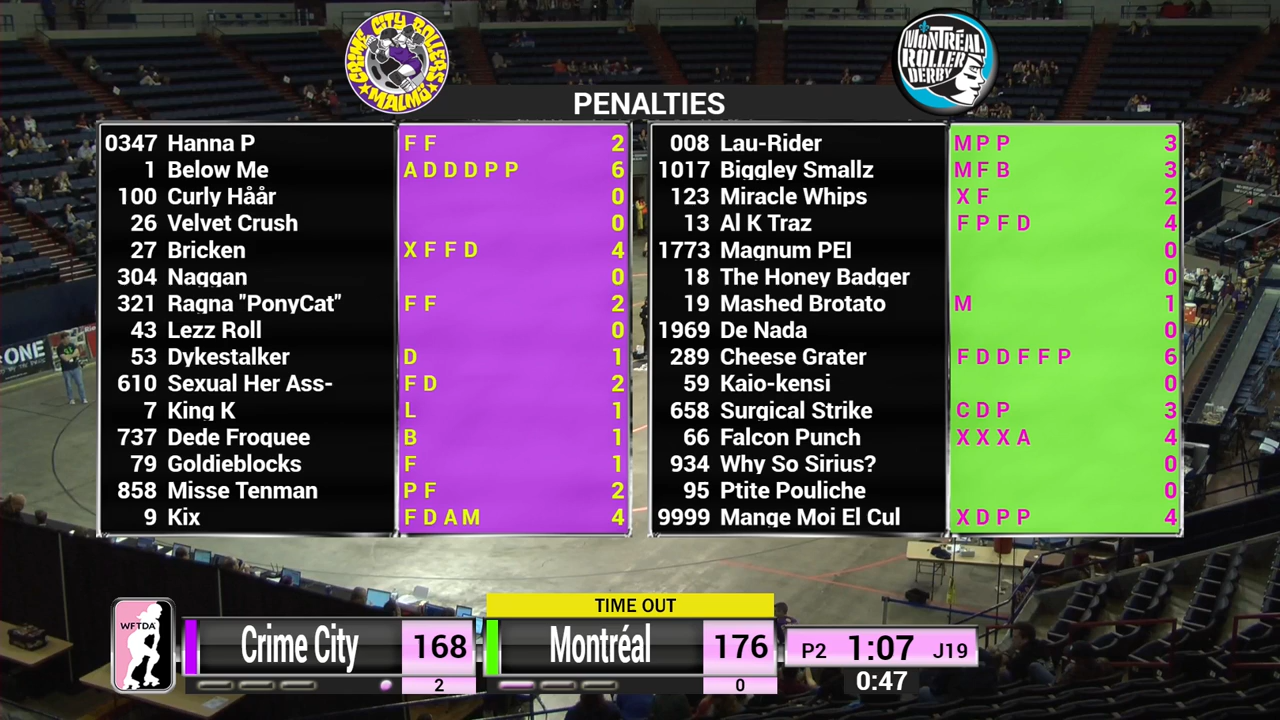 CRIME CITY ROLLERS
MALMÖ
MONTRÉAL
ROLLER
DERBY
PENALTIES
0347 Hanna P F F 2
1 Below Me A D D D P P 6
100 Curly Håår 0
26 Velvet Crush 0
27 Bricken X F F D 4
304 Naggan 0
321 Ragna "PonyCat" F F 2
43 Lezz Roll 0
53 Dykestalker D 1
610 Sexual Her Ass- F D 2
7 King K L 1
737 Dede Froquee B 1
79 Goldieblocks F 1
858 Misse Tenman P F 2
9 Kix F D A M 4
008 Lau-Rider M P P 3
1017 Biggley Smallz M F B 3
123 Miracle Whips X F 2
13 Al K Traz F P F D 4
1773 Magnum PEI 0
18 The Honey Badger 0
19 Mashed Brotato M 1
1969 De Nada 0
289 Cheese Grater F D D F F P 6
59 Kaio-kensi 0
658 Surgical Strike C D P 3
66 Falcon Punch X X X A 4
934 Why So Sirius? 0
95 Ptite Pouliche 0
9999 Mange Moi El Cul X D P P 4
ONE
TIME OUT
WFTDA
Crime City 168
2
Montréal 176
0
P2 1:07 J19
0:47